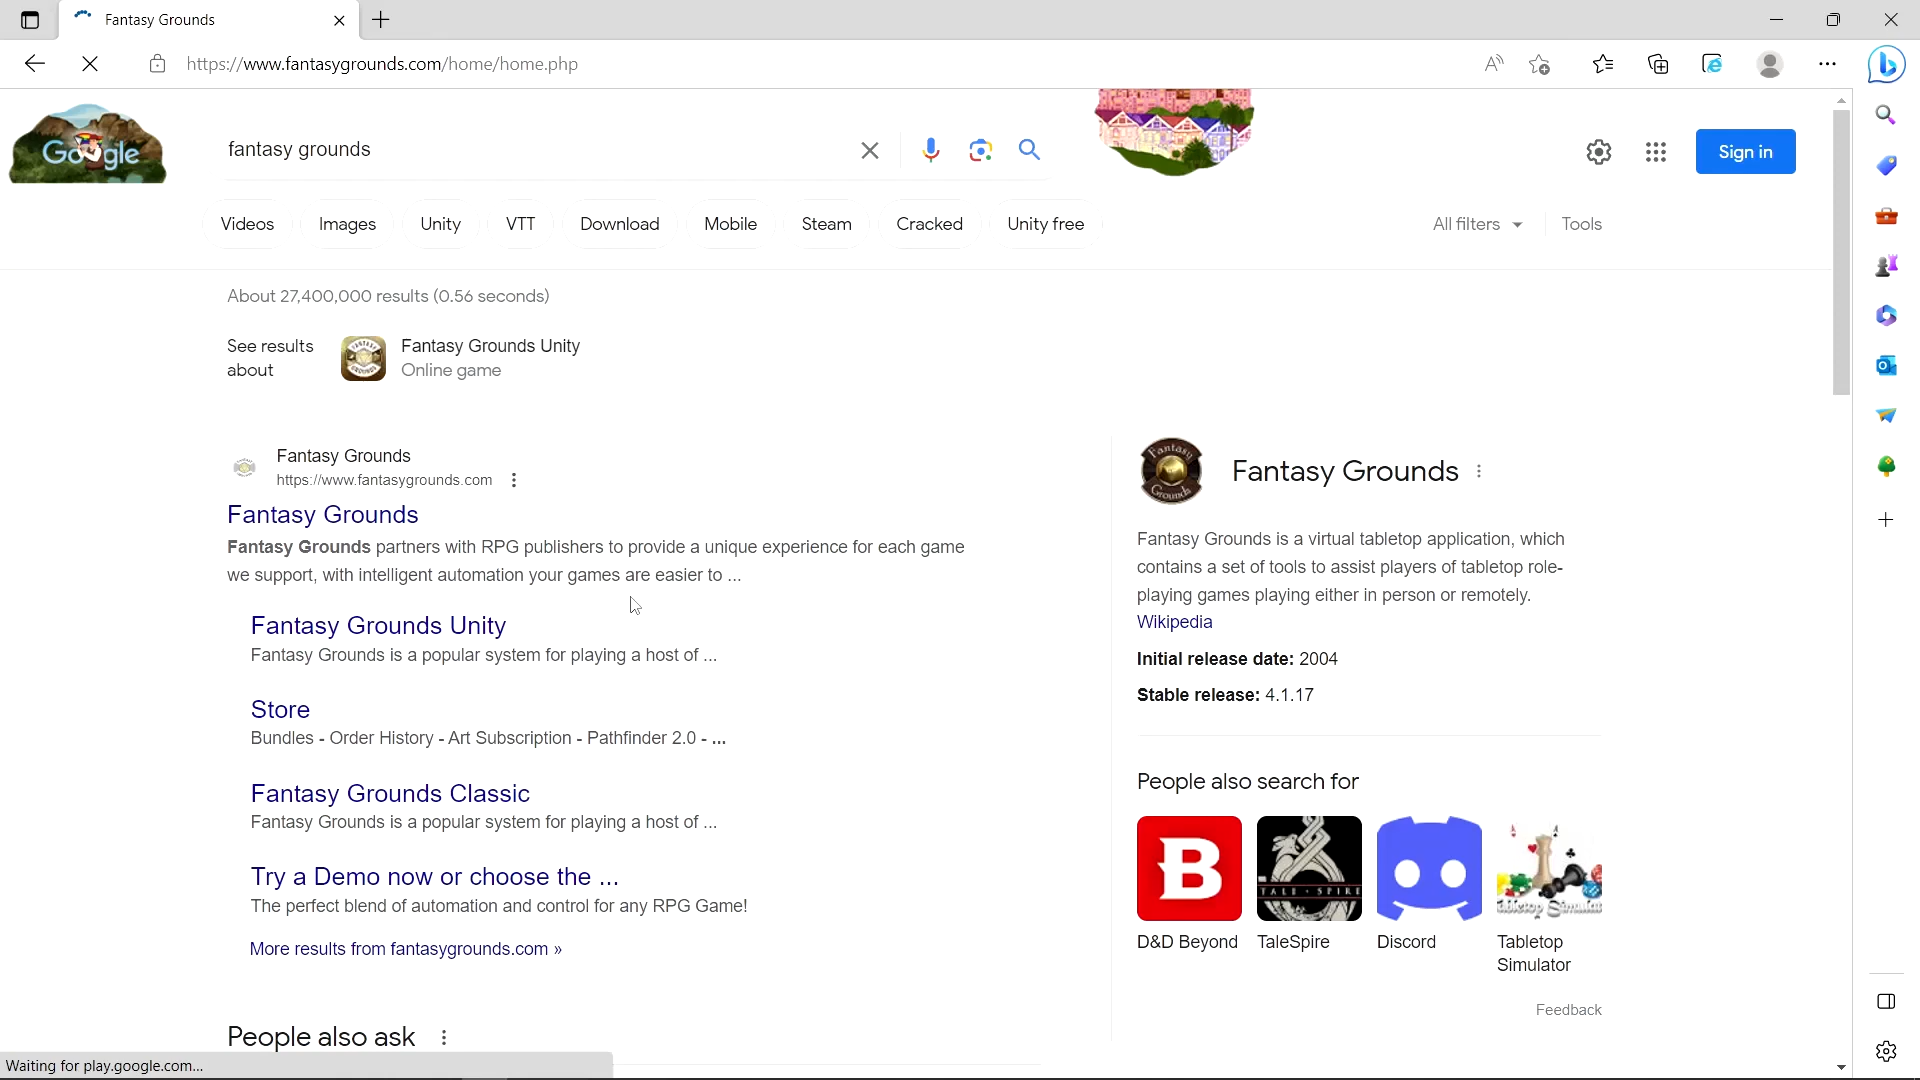 Fantasy Grounds
https://www.fantasygrounds.com/home/home.php
Google
fantasy grounds
Sign in
Videos
Images
Unity
VTT
Download
Mobile
Steam
Cracked
Unity free
All filters
Tools
About 27,400,000 results (0.56 seconds)
See results
about
Fantasy Grounds Unity
Online game
Fantasy Grounds
https://www.fantasygrounds.com
Fantasy Grounds
Fantasy Grounds partners with RPG publishers to provide a unique experience for each game
we support, with intelligent automation your games are easier to ...
Fantasy Grounds Unity
Fantasy Grounds is a popular system for playing a host of ...
Store
Bundles - Order History - Art Subscription - Pathfinder 2.0 - ...
Fantasy Grounds Classic
Fantasy Grounds is a popular system for playing a host of ...
Try a Demo now or choose the ...
The perfect blend of automation and control for any RPG Game!
More results from fantasygrounds.com »
People also ask
Fantasy
Grounds
Fantasy Grounds
Fantasy Grounds is a virtual tabletop application, which
contains a set of tools to assist players of tabletop role-
playing games playing either in person or remotely.
Wikipedia
Initial release date: 2004
Stable release: 4.1.17
People also search for
B
TALE SPIRE
D&D Beyond
TaleSpire
Discord
Tabletop
Simulator
Feedback
Waiting for play.google.com...